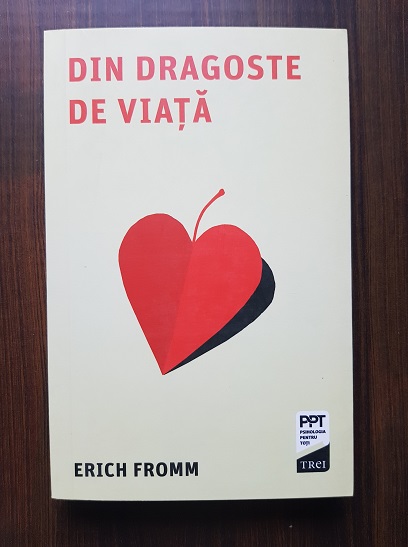 DIN DRAGOSTE
DE VIAȚĂ
PPT
PSIHOLOGIA
PENTRU
TOȚI
TREI
ERICH FROMM